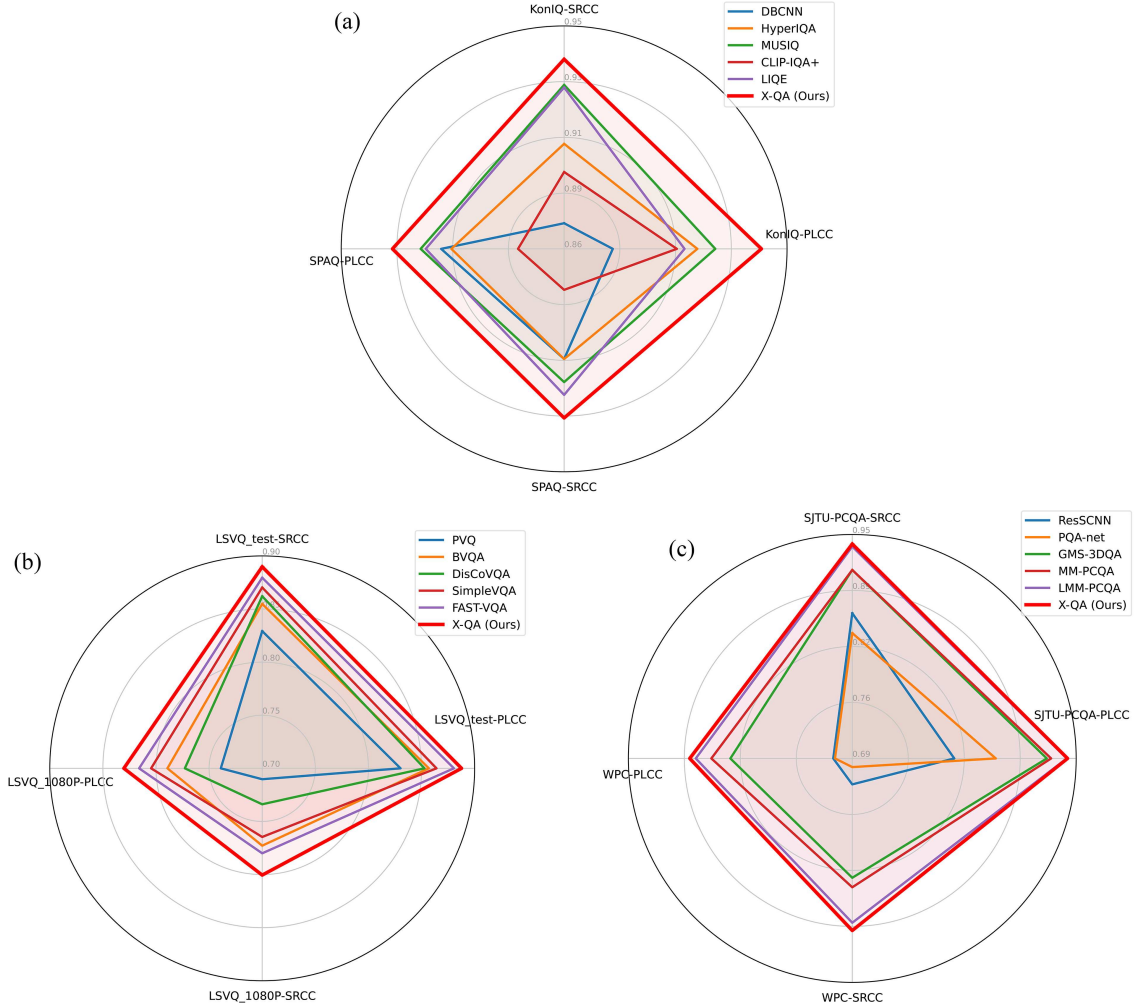 (a)
KonIQ-SRCC
0.95
0.93
0.91
0.89
0.86
KonIQ-PLCC
SPAQ-PLCC
SPAQ-SRCC
DBCNN
HyperIQA
MUSIQ
CLIP-IQA+
LIQE
X-QA (Ours)
(b)
LSVQ_test-SRCC
0.90
0.80
0.75
0.70
LSVQ_test-PLCC
LSVQ_1080P-PLCC
LSVQ_1080P-SRCC
PVQ
BVQA
DisCoVQA
SimpleVQA
FAST-VQA
X-QA (Ours)
(c)
SJTU-PCQA-SRCC
0.95
0.76
0.69
SJTU-PCQA-PLCC
WPC-PLCC
WPC-SRCC
ResSCNN
PQA-net
GMS-3DQA
MM-PCQA
LMM-PCQA
X-QA (Ours)